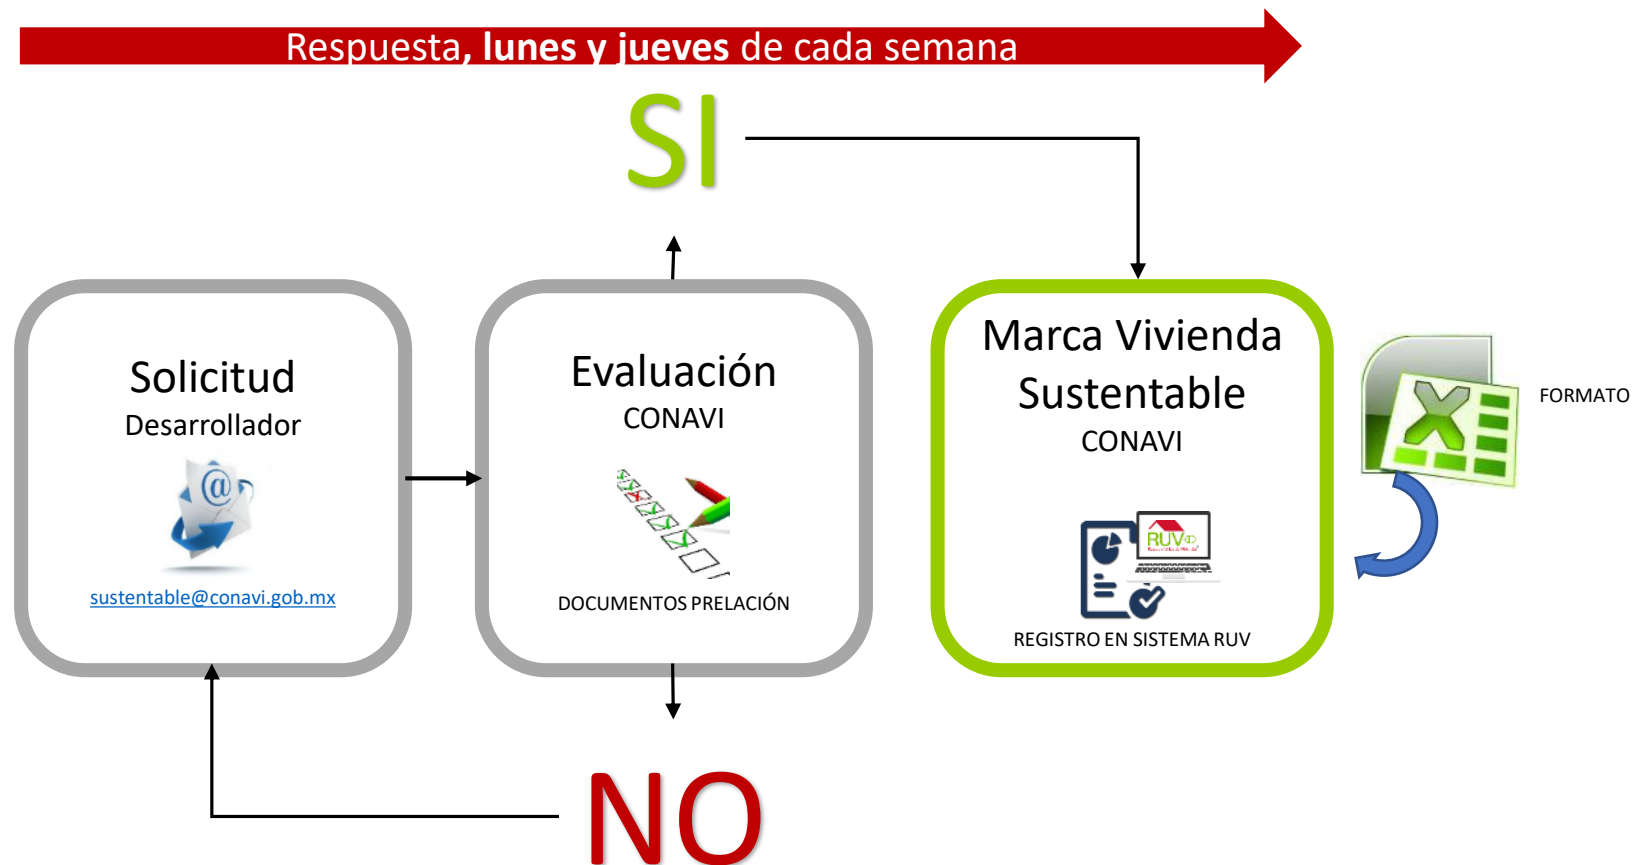 Respuesta, lunes y jueves de cada semana
SI
Solicitud
Desarrollador
sustentable@conavi.gob.mx
Evaluación
CONAVI
DOCUMENTOS PRELACIÓN
Marca Vivienda
Sustentable
CONAVI
RUV
REGISTRO EN SISTEMA RUV
FORMATO
NO